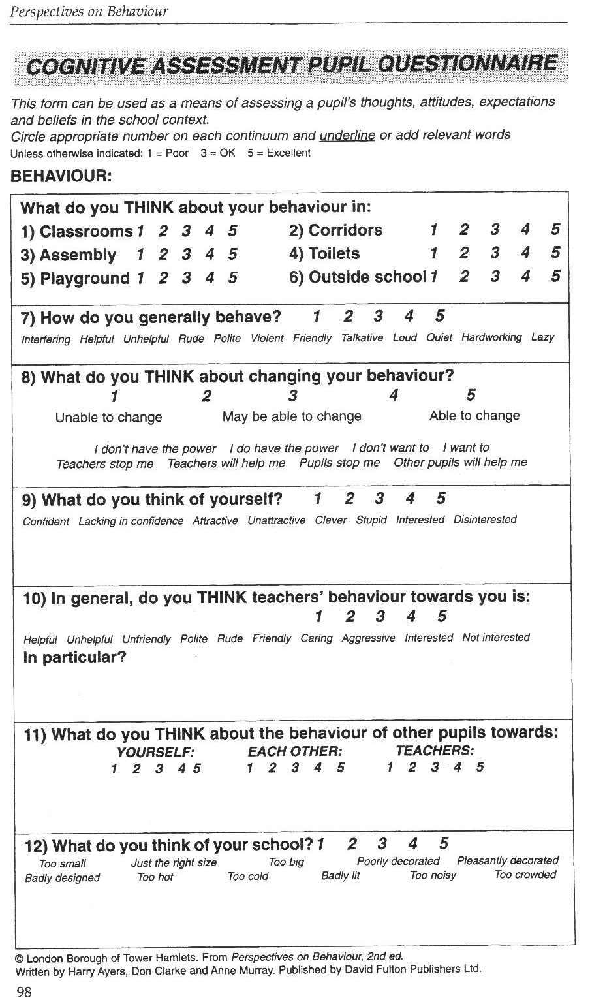 Perspectives on Behaviour
COGNITIVE ASSESSMENT PUPIL QUESTIONNAIRE
This form can be used as a means of assessing a pupil's thoughts, attitudes, expectations
and beliefs in the school context.
Circle appropriate number on each continuum and underline or add relevant words
Unless otherwise indicated: 1 = Poor 3 = OK 5 = Excellent
BEHAVIOUR:
What do you THINK about your behaviour in:
1) Classrooms 1 2 3 4 5 2) Corridors 1 2 3 4 5
3) Assembly 1 2 3 4 5 4) Toilets 1 2 3 4 5
5) Playground 1 2 3 4 5 6) Outside school 1 2 3 4 5
7) How do you generally behave? 1 2 3 4 5
Interfering Helpful Unhelpful Rude Polite Violent Friendly Talkative Loud Quiet Hardworking Lazy
8) What do you THINK about changing your behaviour?
1 2 3 4 5
Unable to change May be able to change Able to change
I don't have the power I do have the power I don't want to I want to
Teachers stop me Teachers will help me Pupils stop me Other pupils will help me
9) What do you think of yourself? 1 2 3 4 5
Confident Lacking in confidence Attractive Unattractive Clever Stupid Interested Disinterested
10) In general, do you THINK teachers' behaviour towards you is:
1 2 3 4 5
Helpful Unhelpful Unfriendly Polite Rude Friendly Caring Aggressive Interested Not interested
In particular?
11) What do you THINK about the behaviour of other pupils towards:
YOURSELF: EACH OTHER: TEACHERS:
1 2 3 4 5 1 2 3 4 5 1 2 3 4 5
12) What do you think of your school? 1 2 3 4 5
Too small Just the right size Too big Poorly decorated Pleasantly decorated
Badly designed Too hot Too cold Badly lit Too noisy Too crowded
© London Borough of Tower Hamlets. From Perspectives on Behaviour, 2nd ed.
Written by Harry Ayers, Don Clarke and Anne Murray. Published by David Fulton Publishers Ltd.
98